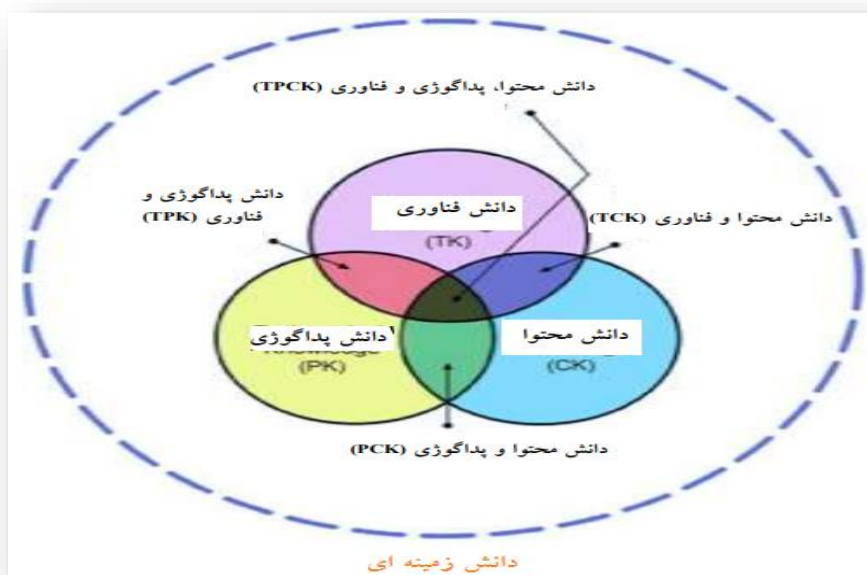 دانش محتوا، پداگوژی و فناوری (TPCK)
دانش پداگوژی و
فناوری (TPK)
دانش فناوری
(TK)
دانش محتوا و فناوری (TCK)
دانش پداگوژی
(PK)
دانش محتوا
(CK)
دانش محتوا و پداگوژی (PCK)
دانش زمینه ای